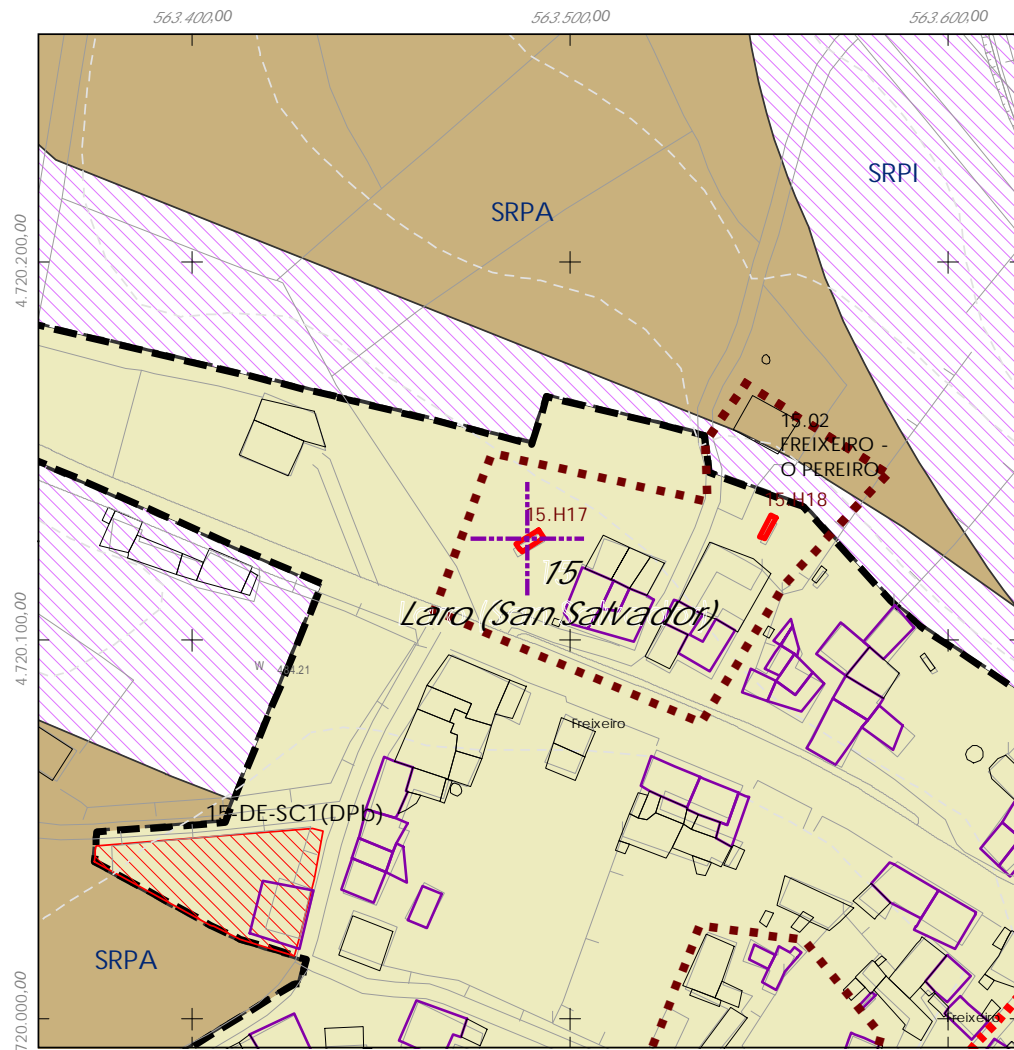 563.400,00
563.500,00
563.600,00
SRPI
SRPA
4.720.200,00
15.02
FREIXEIRO -
O PEREIRO
15.H18
15.H17
15
Laro (San Salvador)
4.720.100,00
W
Freixeiro
15-DE-SC1(DPb)
SRPA
720.000,00
Freixeiro